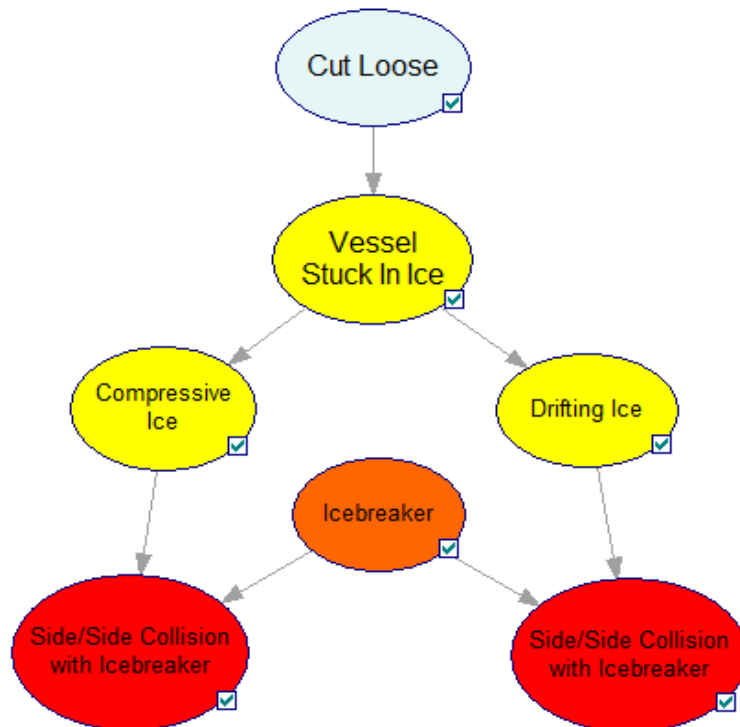 Cut Loose
Vessel
Stuck In Ice
Compressive
Ice
Drifting Ice
Icebreaker
Side/Side Collision
with Icebreaker
Side/Side Collision
with Icebreaker